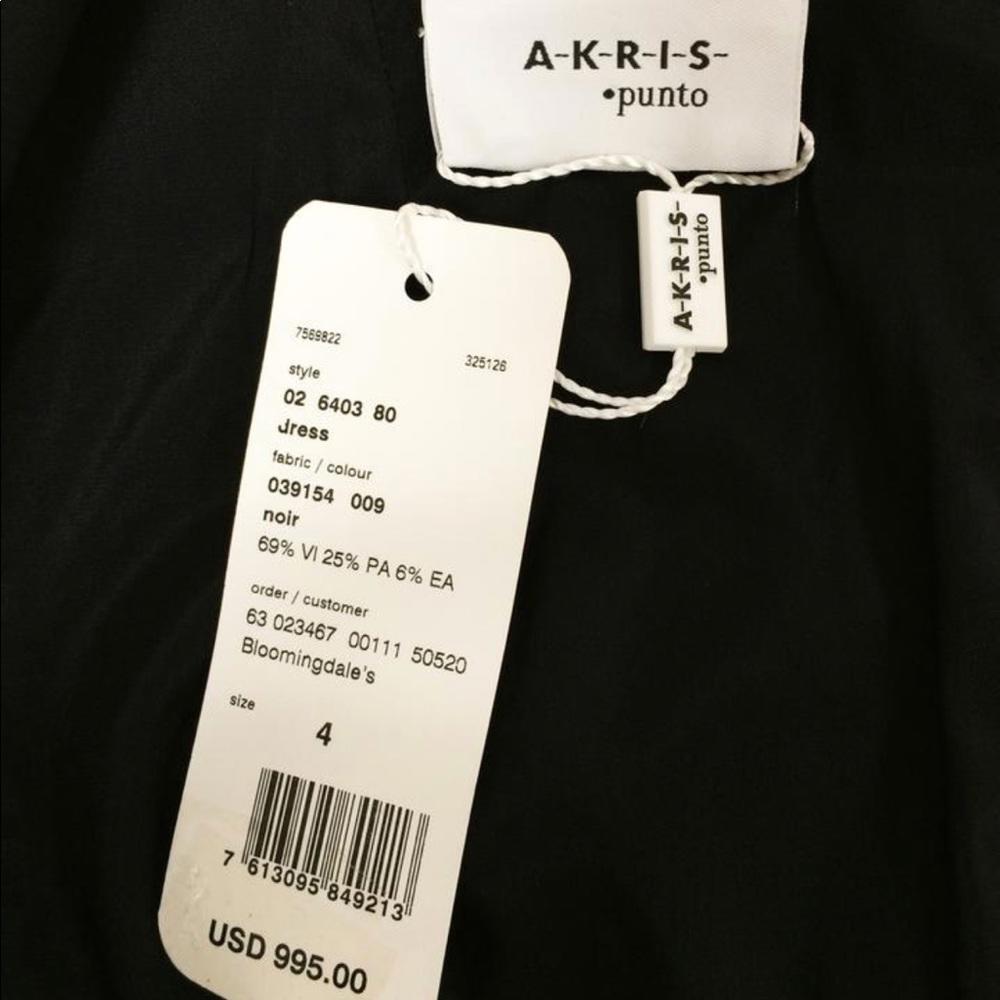 A-K-R-I-S-
•punto
A-K-R-I-S-
•punto
7569822
325126
style
02 6403 80
dress
fabric / colour
039154 009
noir
69% VI 25% PA 6% EA
order / customer
63 023467 00111 50520
Bloomingdale's
size
4
7 613095 849213
USD 995.00